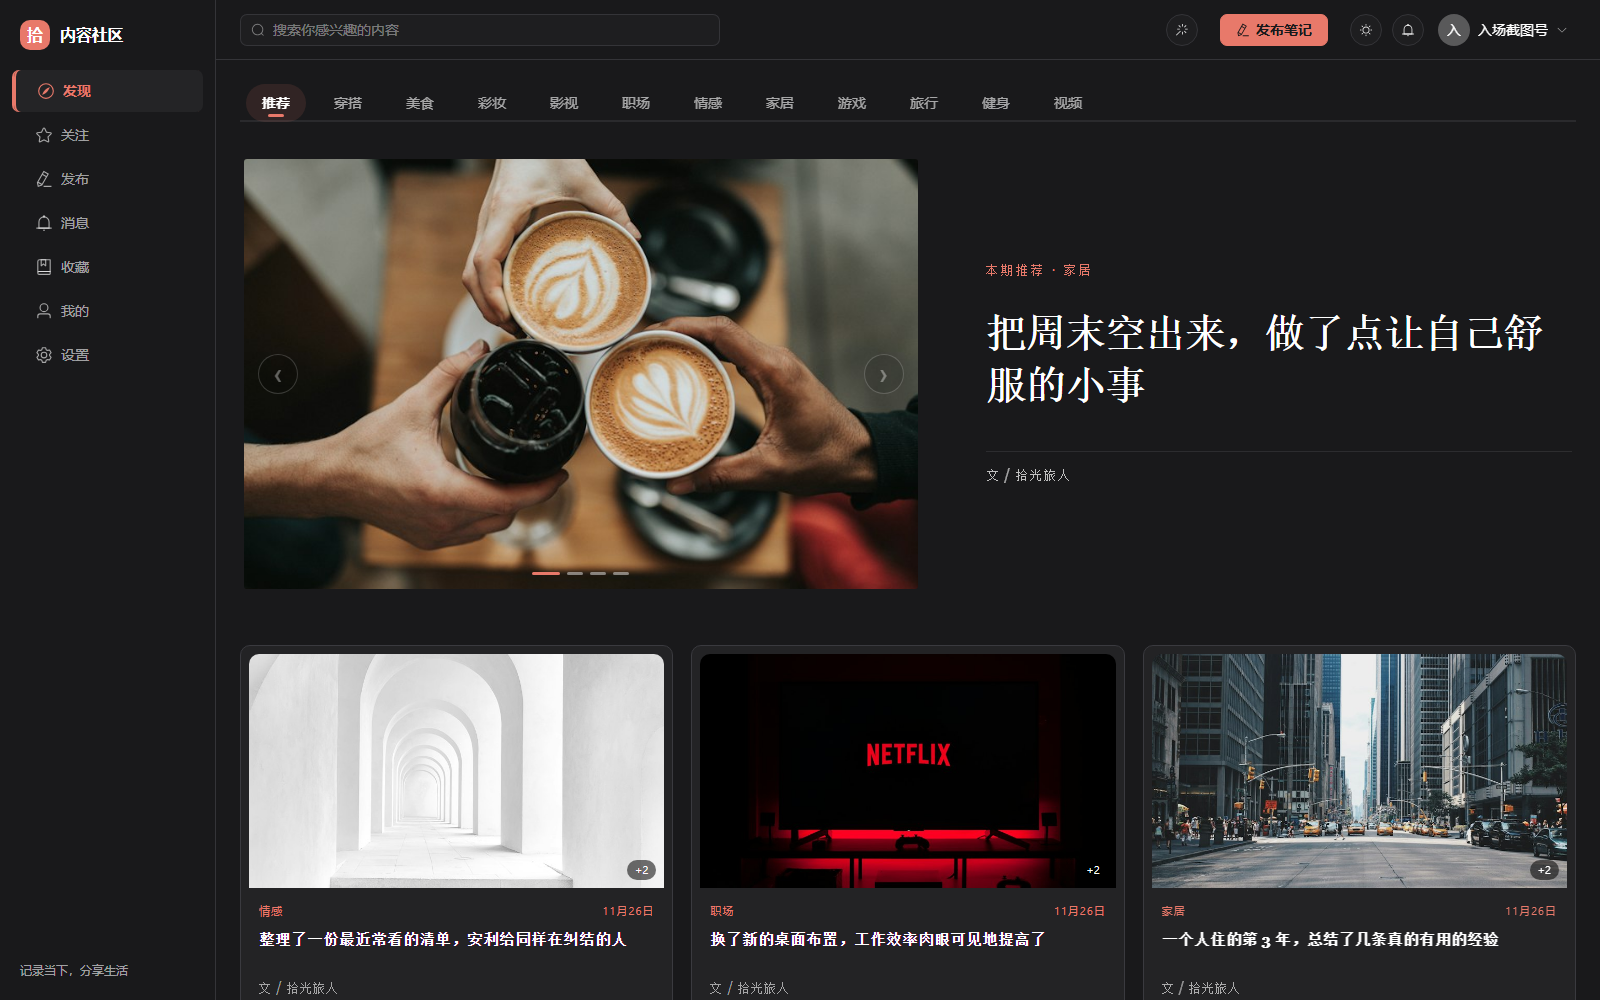 拾 内容社区
搜索你感兴趣的内容
发布笔记
入 入场截图号
发现
关注
发布
消息
收藏
我的
设置
记录当下，分享生活
推荐 穿搭 美食 彩妆 影视 职场 情感 家居 游戏 旅行 健身 视频
本期推荐 · 家居
把周末空出来，做了点让自己舒
服的小事
文 / 拾光旅人
+2
情感 11月26日
整理了一份最近常看的清单，安利给同样在纠结的人
文 / 拾光旅人
NETFLIX
+2
职场 11月26日
换了新的桌面布置，工作效率肉眼可见地提高了
文 / 拾光旅人
+2
家居 11月26日
一个人住的第 3 年，总结了几条真的有用的经验
文 / 拾光旅人